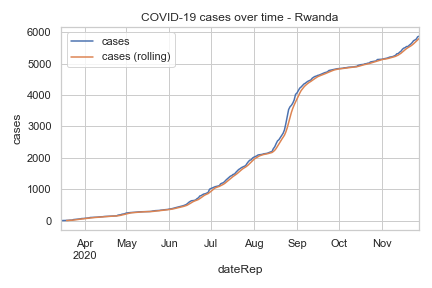 COVID-19 cases over time - Rwanda
cases
cases (rolling)
6000
5000
4000
3000
2000
1000
0
cases
Apr
2020
May
Jun
Jul
Aug
Sep
Oct
Nov
dateRep